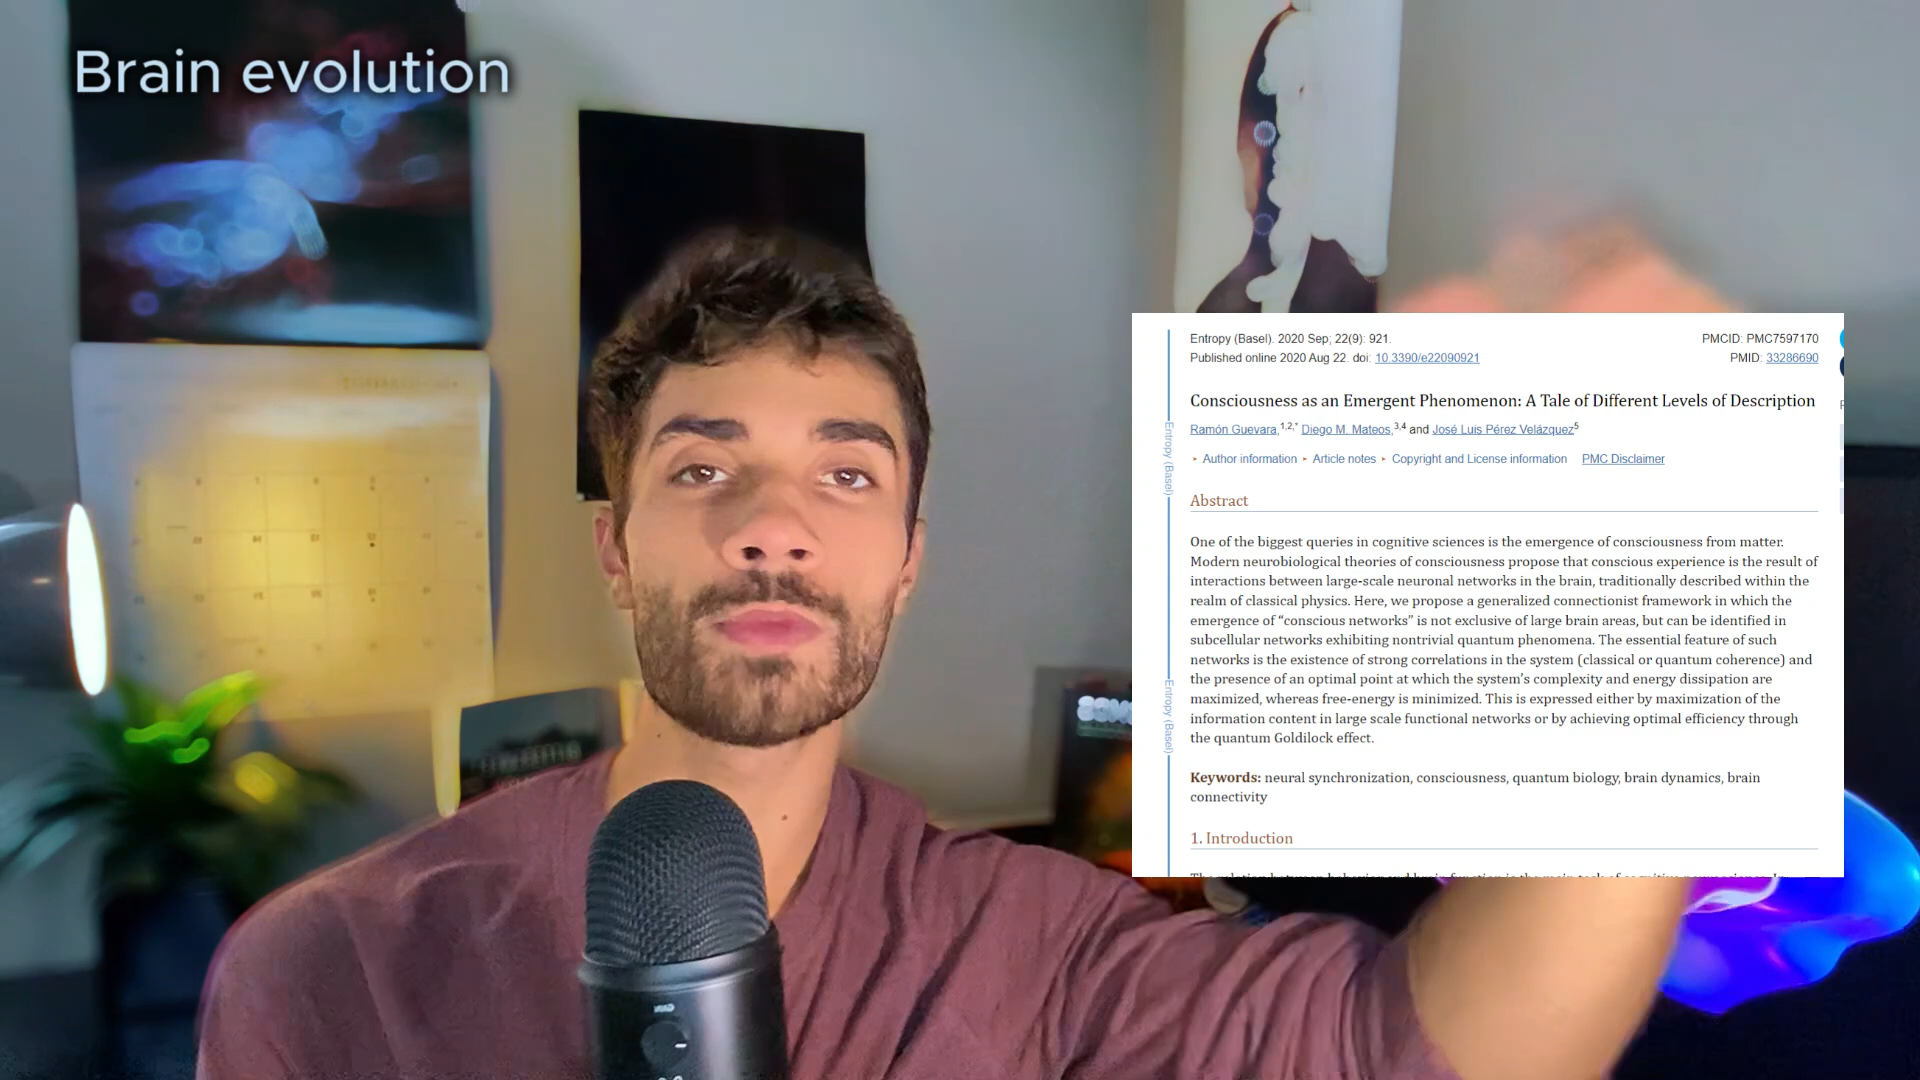 Brain evolution
Entropy (Basel). 2020 Sep; 22(9): 921.
PMCID: PMC7597170
Published online 2020 Aug 22. doi: 10.3390/e22090921
PMID: 33286690
Consciousness as an Emergent Phenomenon: A Tale of Different Levels of Description
Ramón Guevara,1,2,* Diego M. Mateos,3,4 and José Luis Pérez Velázquez5
▸ Author information ▸ Article notes ▸ Copyright and License information PMC Disclaimer
Abstract
One of the biggest queries in cognitive sciences is the emergence of consciousness from matter.
Modern neurobiological theories of consciousness propose that conscious experience is the result of
interactions between large-scale neuronal networks in the brain, traditionally described within the
realm of classical physics. Here, we propose a generalized connectionist framework in which the
emergence of “conscious networks” is not exclusive of large brain areas, but can be identified in
subcellular networks exhibiting nontrivial quantum phenomena. The essential feature of such
networks is the existence of strong correlations in the system (classical or quantum coherence) and
the presence of an optimal point at which the system’s complexity and energy dissipation are
maximized, whereas free-energy is minimized. This is expressed either by maximization of the
information content in large scale functional networks or by achieving optimal efficiency through
the quantum Goldilock effect.
Keywords: neural synchronization, consciousness, quantum biology, brain dynamics, brain
connectivity
1. Introduction
Entropy (Basel)
Entropy (Basel)